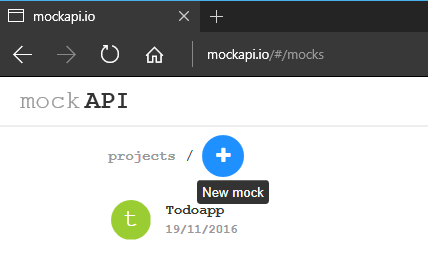 mockapi.io
mockapi.io/#/mocks
mock API
projects /
New mock
t
Todoapp
19/11/2016